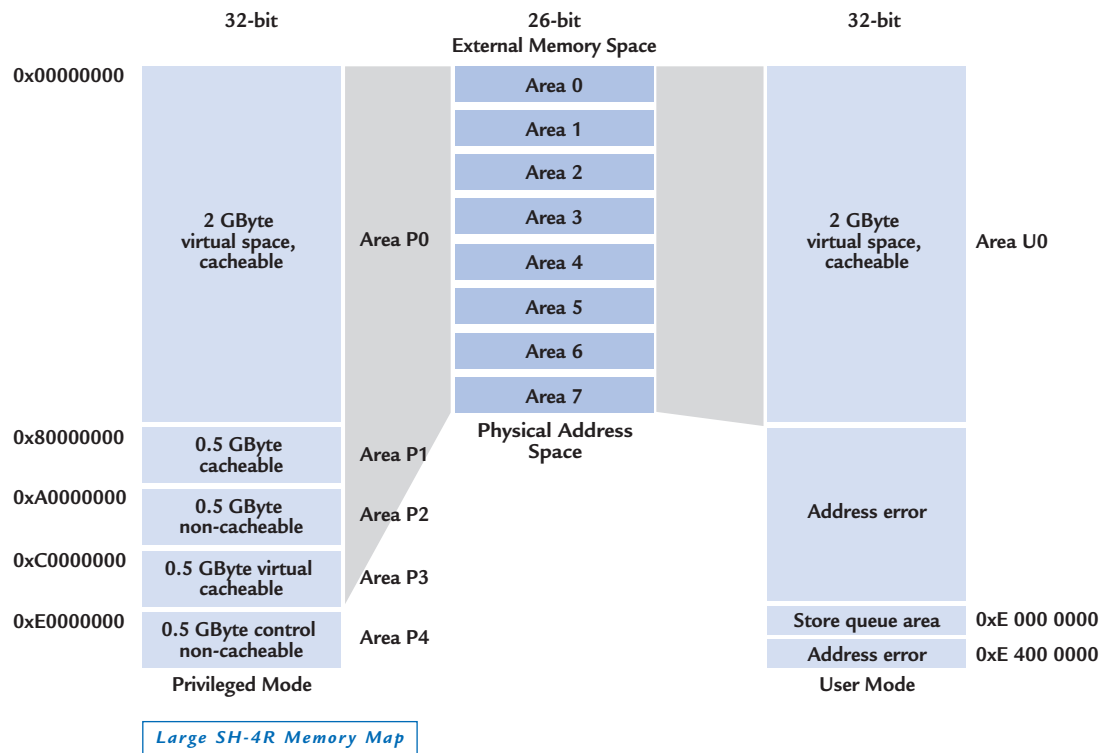 32-bit
26-bit
External Memory Space
32-bit
0x00000000
2 GByte
virtual space,
cacheable
Area P0
0x80000000
0.5 GByte
cacheable
Area P1
0xA0000000
0.5 GByte
non-cacheable
Area P2
0xC0000000
0.5 GByte virtual
cacheable
Area P3
0xE0000000
0.5 GByte control
non-cacheable
Area P4
Privileged Mode
Area 0
Area 1
Area 2
Area 3
Area 4
Area 5
Area 6
Area 7
Physical Address
Space
2 GByte
virtual space,
cacheable
Area U0
Address error
Store queue area
0xE 000 0000
Address error
0xE 400 0000
User Mode
Large SH-4R Memory Map